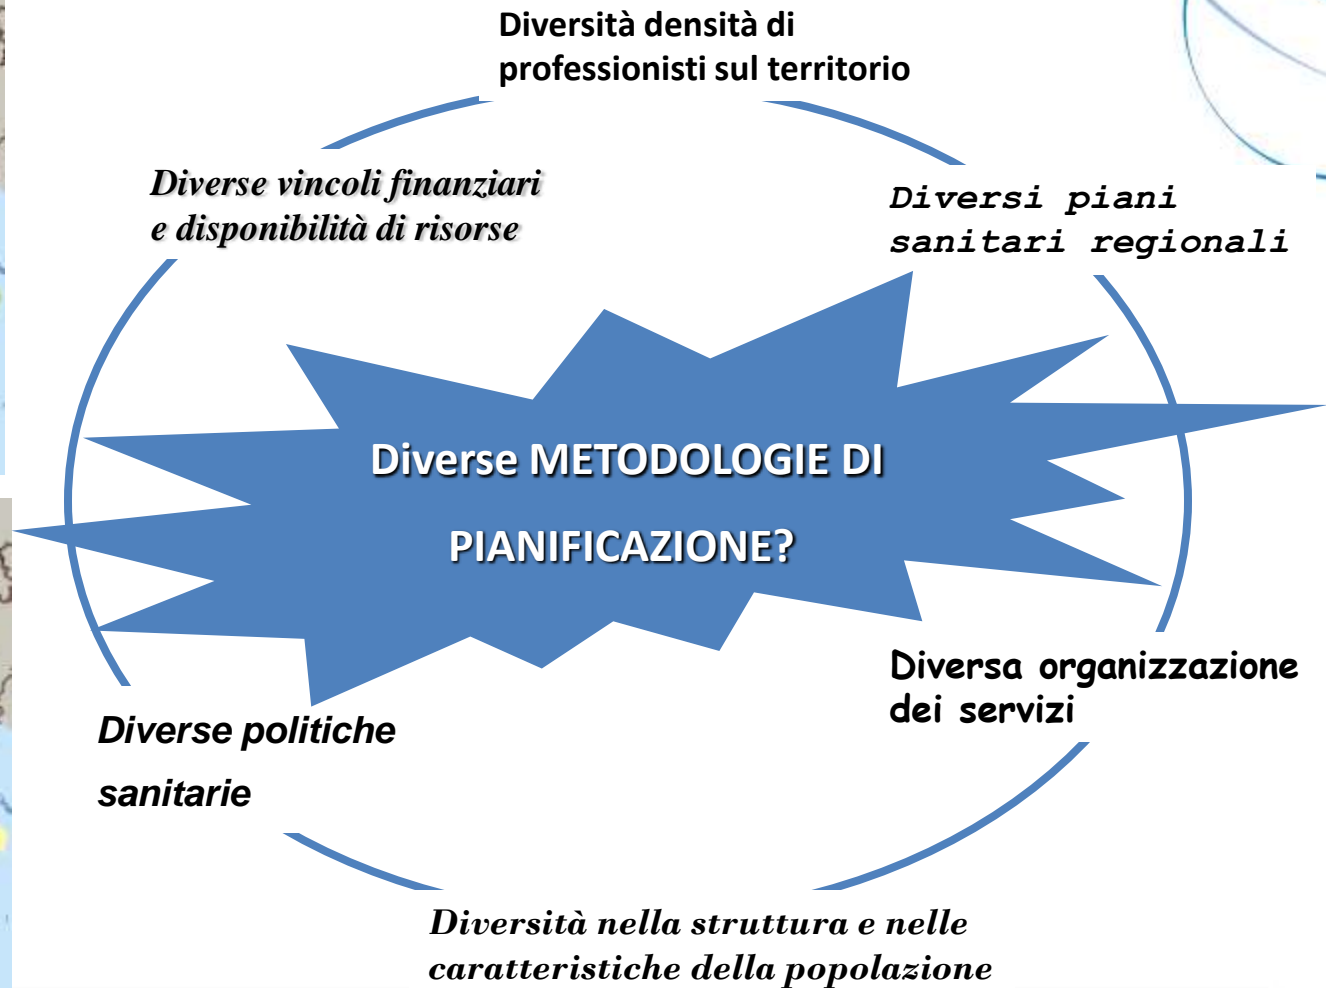 Diversità densità di
professionisti sul territorio
Diverse vincoli finanziari
e disponibilità di risorse
Diversi piani
sanitari regionali
Diverse METODOLOGIE DI
PIANIFICAZIONE?
Diversa organizzazione
dei servizi
Diverse politiche
sanitarie
Diversità nella struttura e nelle
caratteristiche della popolazione